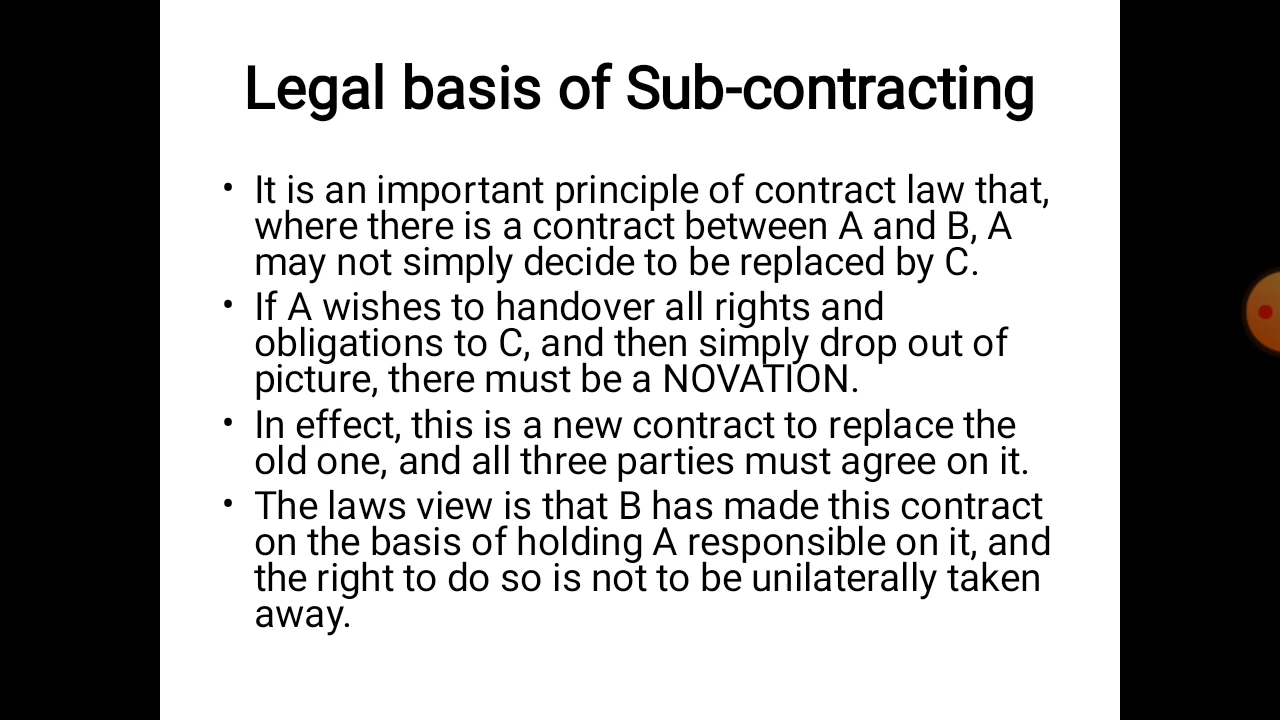 Legal basis of Sub-contracting
• It is an important principle of contract law that,
where there is a contract between A and B, A
may not simply decide to be replaced by C.
• If A wishes to handover all rights and
obligations to C, and then simply drop out of
picture, there must be a NOVATION.
• In effect, this is a new contract to replace the
old one, and all three parties must agree on it.
• The laws view is that B has made this contract
on the basis of holding A responsible on it, and
the right to do so is not to be unilaterally taken
away.